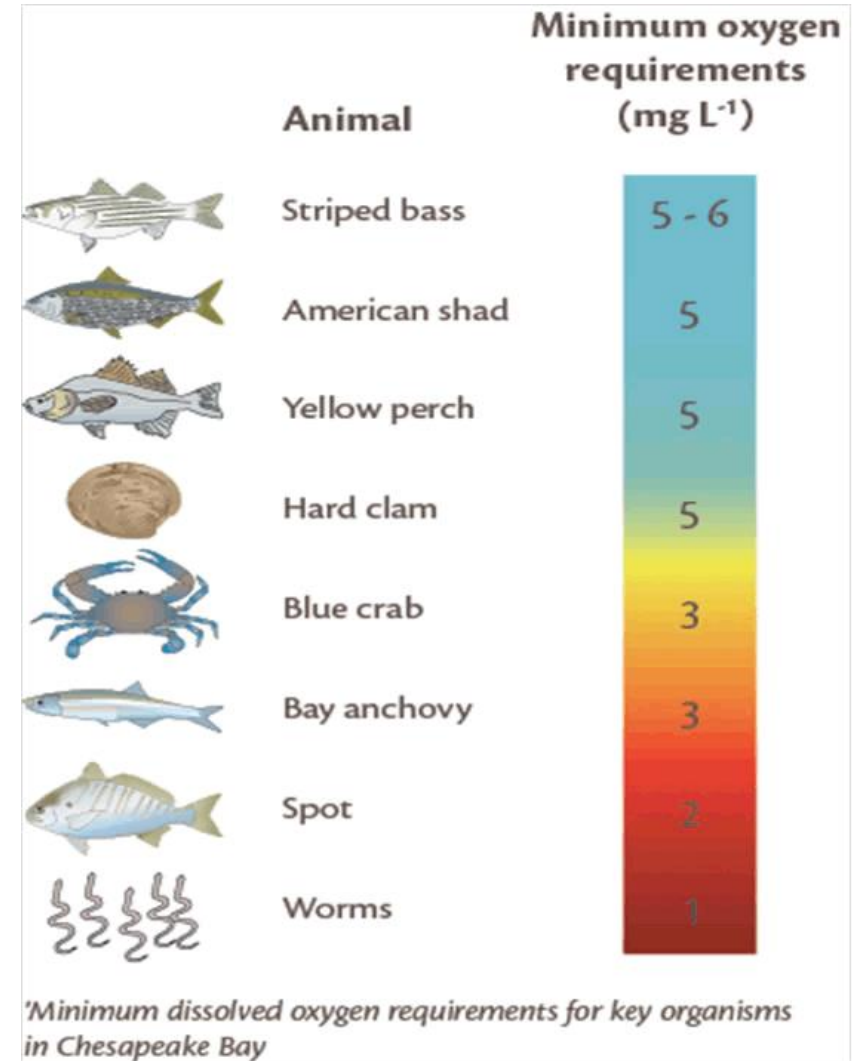 Minimum oxygen
requirements
Animal (mg L⁻¹)
Striped bass 5 - 6
American shad 5
Yellow perch 5
Hard clam 5
Blue crab 3
Bay anchovy 3
Spot 2
Worms 1
'Minimum dissolved oxygen requirements for key organisms
in Chesapeake Bay